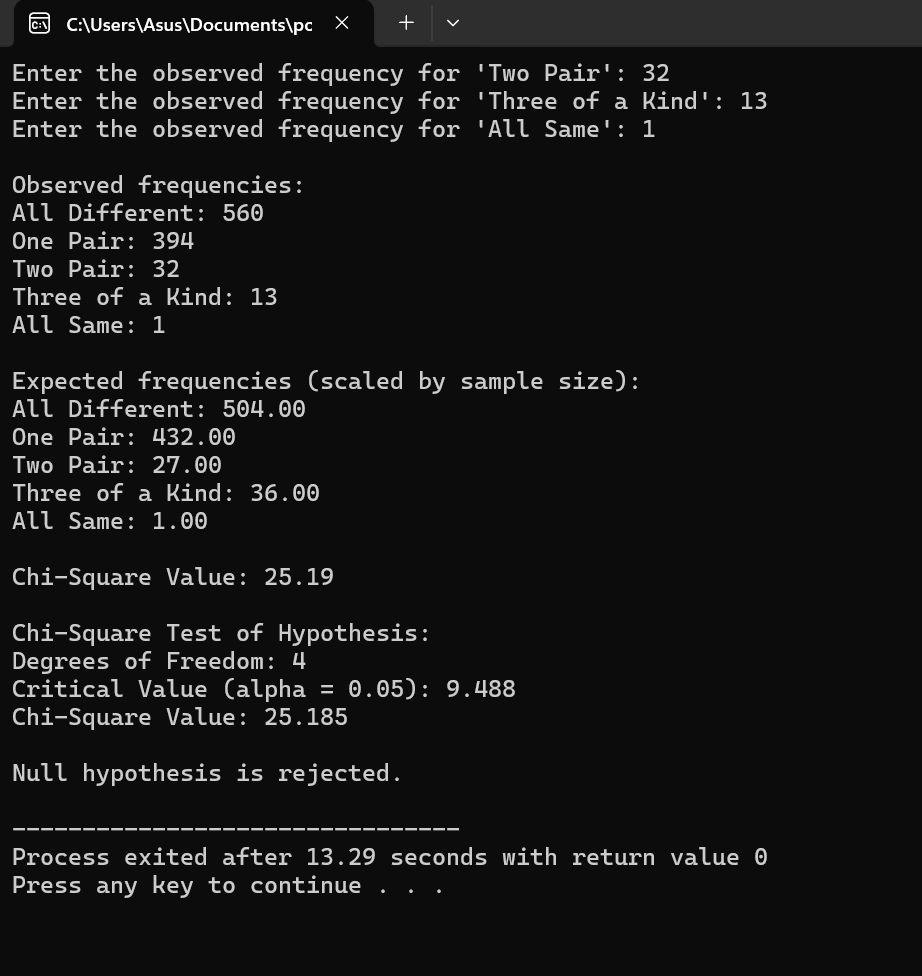 C:\Users\Asus\Documents\pc
Enter the observed frequency for 'Two Pair': 32
Enter the observed frequency for 'Three of a Kind': 13
Enter the observed frequency for 'All Same': 1
Observed frequencies:
All Different: 560
One Pair: 394
Two Pair: 32
Three of a Kind: 13
All Same: 1
Expected frequencies (scaled by sample size):
All Different: 504.00
One Pair: 432.00
Two Pair: 27.00
Three of a Kind: 36.00
All Same: 1.00
Chi-Square Value: 25.19
Chi-Square Test of Hypothesis:
Degrees of Freedom: 4
Critical Value (alpha = 0.05): 9.488
Chi-Square Value: 25.185
Null hypothesis is rejected.
--------------------------------
Process exited after 13.29 seconds with return value 0
Press any key to continue . . .